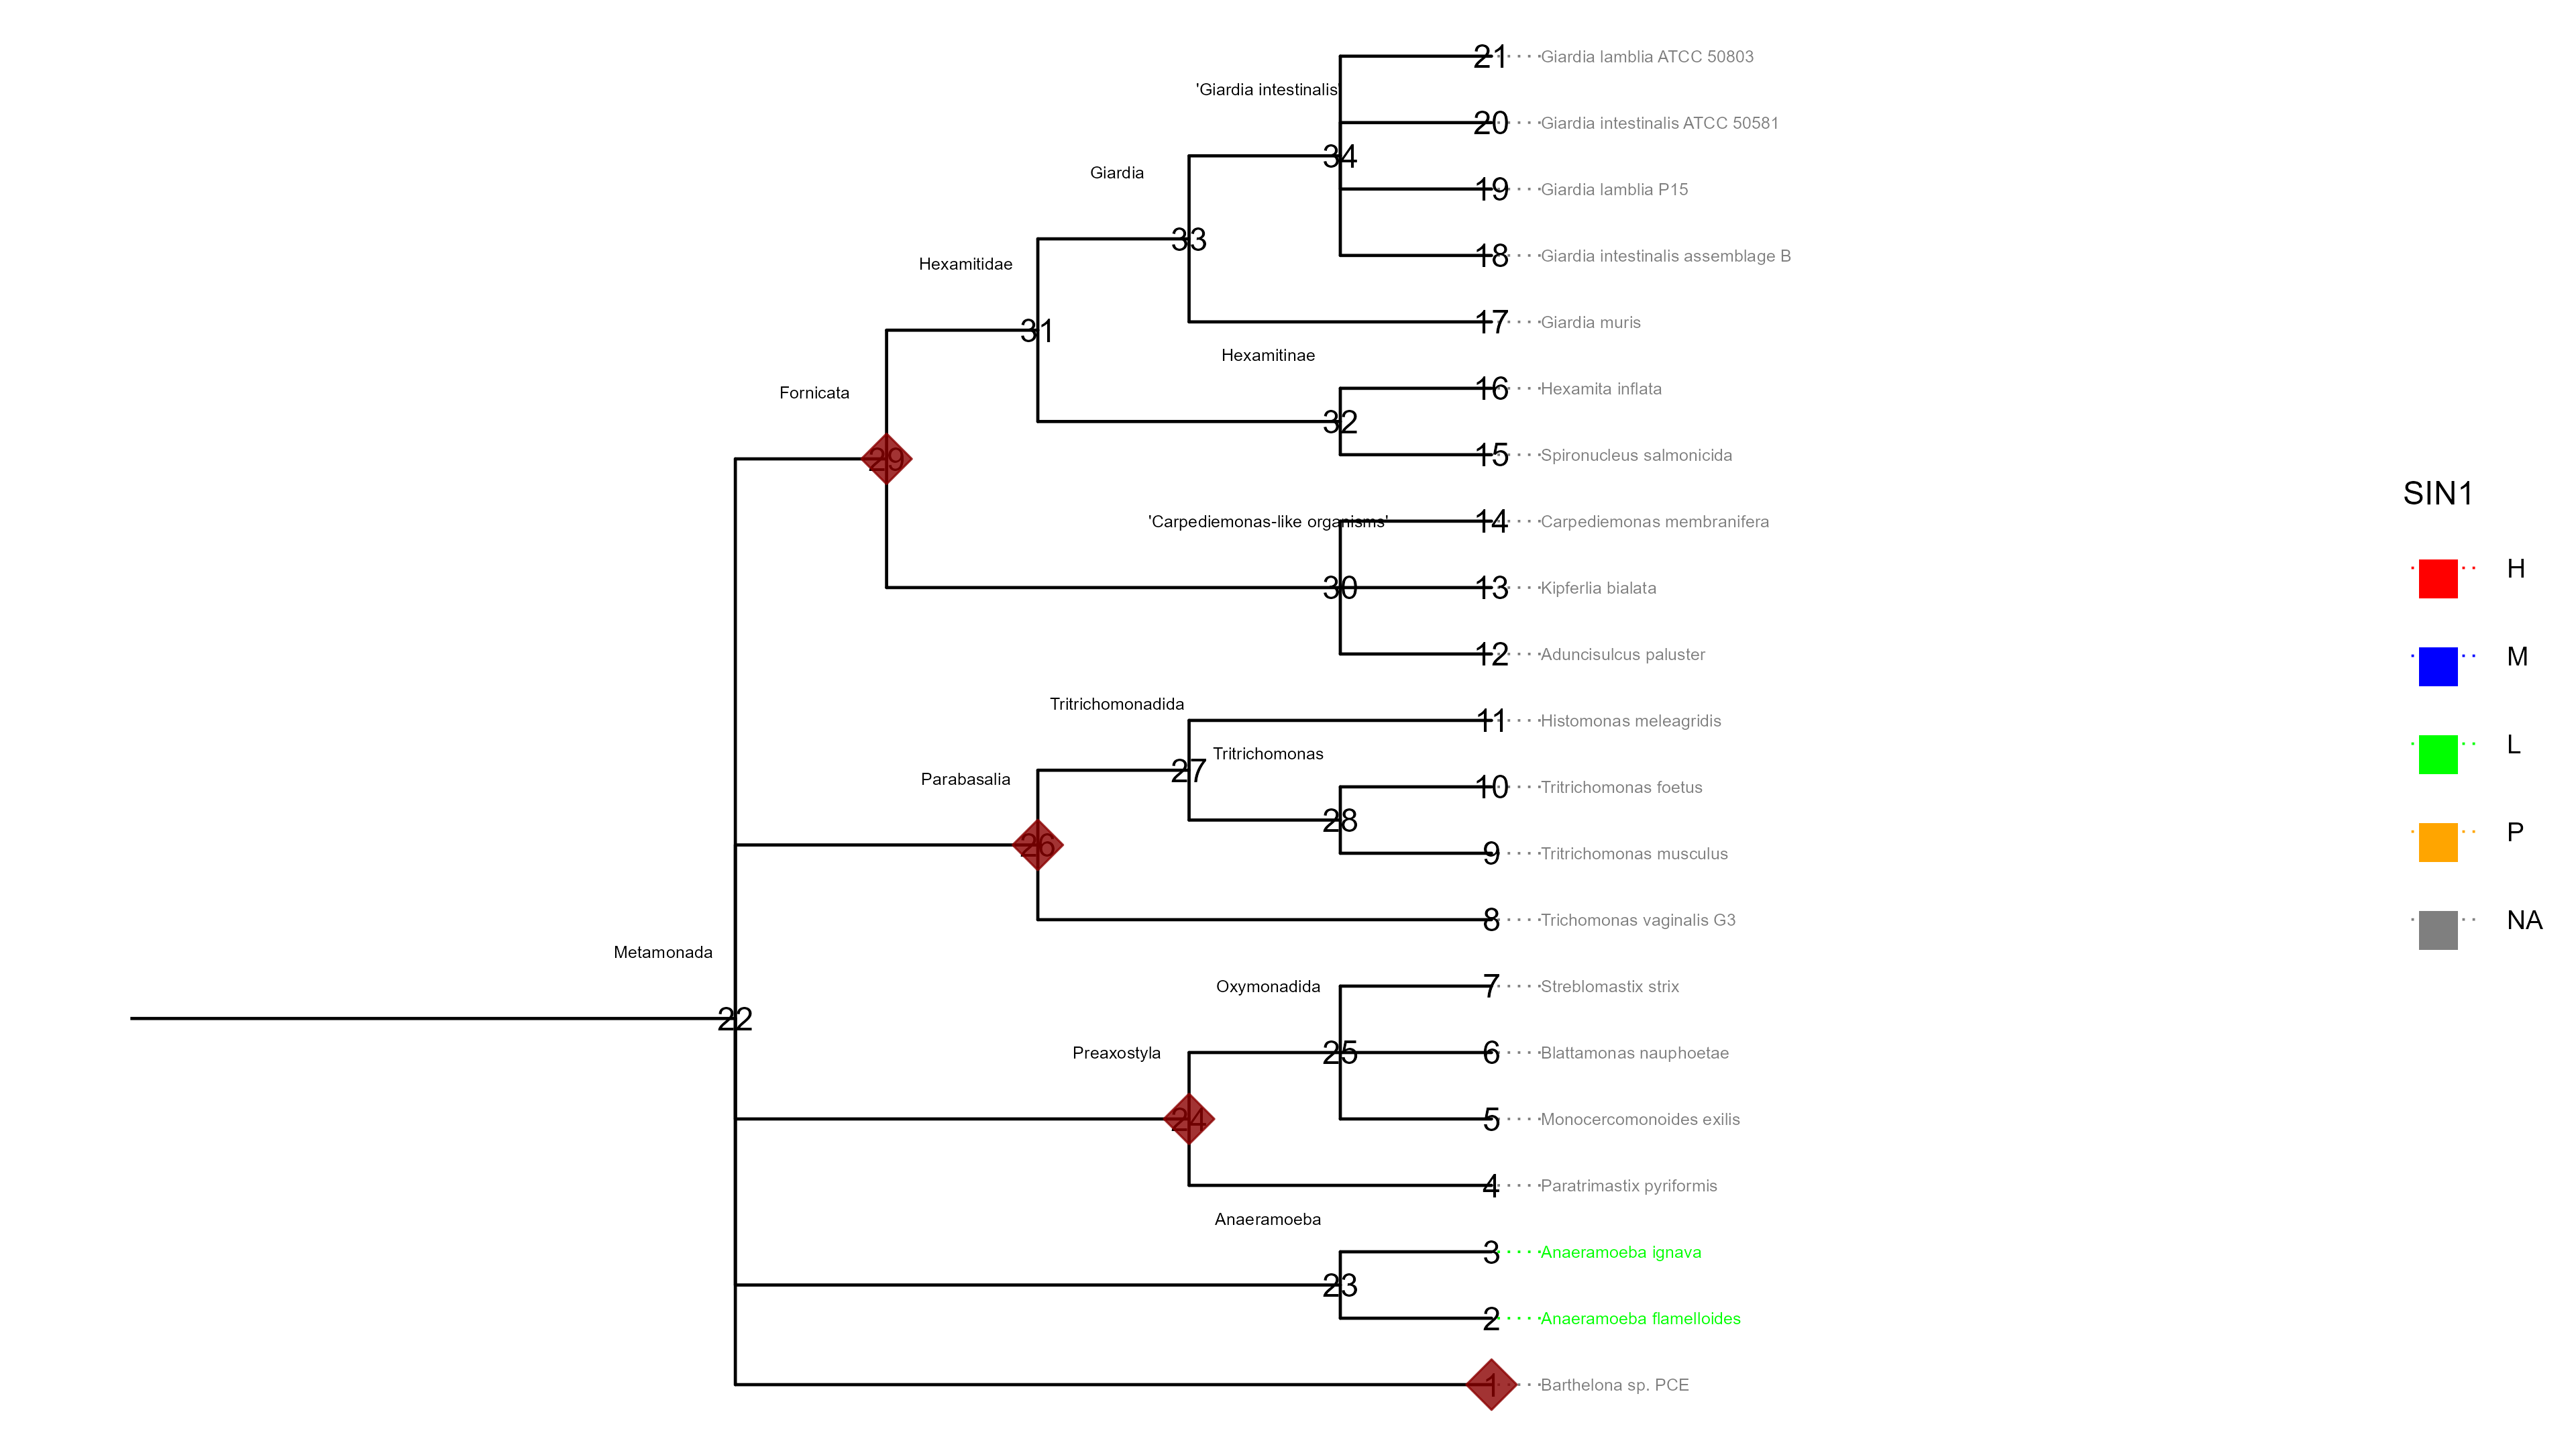 21 Giardia lamblia ATCC 50803
'Giardia intestinalis'
20 Giardia intestinalis ATCC 50581
34
Giardia
19 Giardia lamblia P15
33
18 Giardia intestinalis assemblage B
Hexamitidae
17 Giardia muris
31
Hexamitinae
16 Hexamita inflata
Fornicata
32
15 Spironucleus salmonicida
29
SIN1
'Carpediemonas-like organisms'
14 Carpediemonas membranifera
H
30
13 Kipferlia bialata
M
12 Aduncisulcus paluster
Tritrichomonadida
11 Histomonas meleagridis
L
Tritrichomonas
27
Parabasalia
10 Tritrichomonas foetus
28
P
26
9 Tritrichomonas musculus
8 Trichomonas vaginalis G3
NA
Metamonada
Oxymonadida
7 Streblomastix strix
22
Preaxostyla
25
6 Blattamonas nauphoetae
24
5 Monocercomonoides exilis
4 Paratrimastix pyriformis
Anaeramoeba
3 Anaeramoeba ignava
23
2 Anaeramoeba flamelloides
1 Barthelona sp. PCE